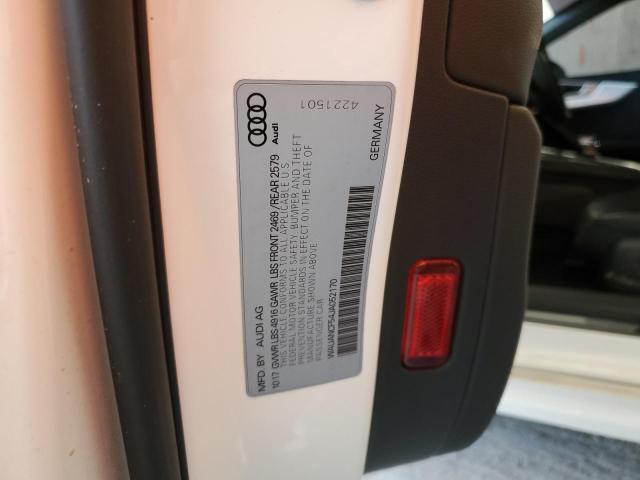 MFD. BY AUDI AG
10.17 GVWR LBS 4916 GAWR LBS FRONT 2469 / REAR 2579
THIS VEHICLE CONFORMS TO ALL APPLICABLE U.S.
FEDERAL MOTOR VEHICLE SAFETY, BUMPER AND THEFT
PREVENTION STANDARDS IN EFFECT ON THE DATE OF
MANUFACTURE SHOWN ABOVE.
PASSENGER CAR
WAUANCF54JA052170
Audi
4221501
GERMANY